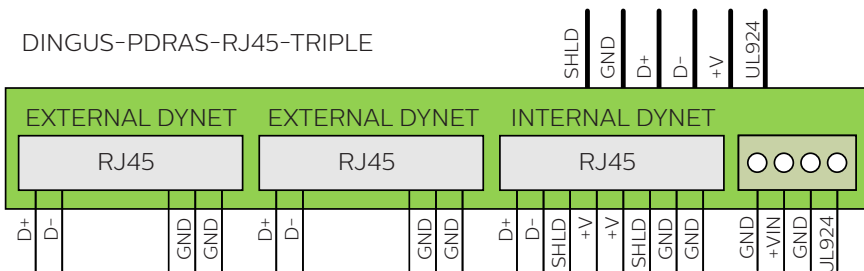 DINGUS-PDRAS-RJ45-TRIPLE
SHLD
GND
D+
D-
+V
UL924
EXTERNAL DYNET
EXTERNAL DYNET
INTERNAL DYNET
RJ45
RJ45
RJ45
D+
D-
GND
GND
D+
D-
GND
GND
D+
D-
SHLD
+V
+V
SHLD
GND
GND
GND
+VIN
GND
UL924